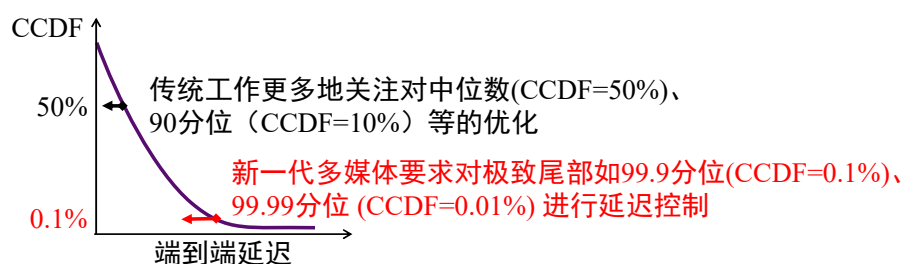 CCDF
50%
传统工作更多地关注对中位数(CCDF=50%)、
90分位（CCDF=10%）等的优化
新一代多媒体要求对极致尾部如99.9分位(CCDF=0.1%)、
99.99分位 (CCDF=0.01%) 进行延迟控制
0.1%
端到端延迟